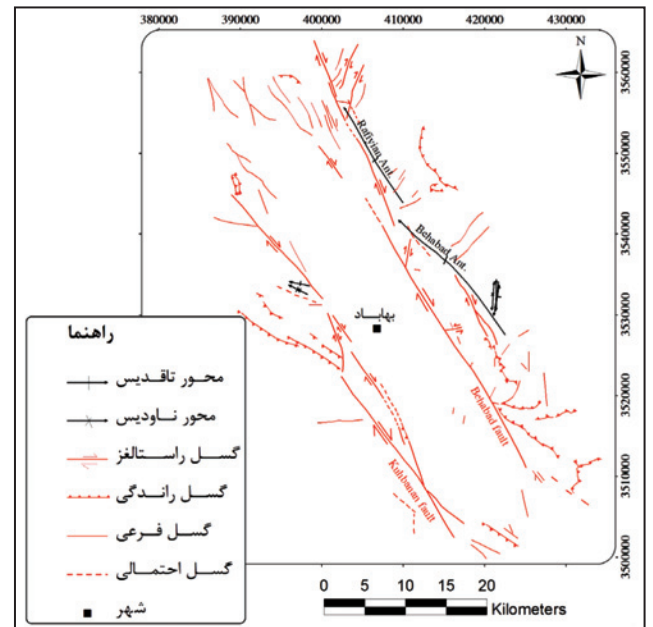 380000 390000 400000 410000 420000 430000
N
3560000
3550000
3540000
3530000
3520000
3510000
3500000
Rafiyian Ant.
Behabad Ant.
بهاباد
Behabad fault
Kuhbanan fault
راهنما
محور تاقدیس
محور ناودیس
گسل راستالغز
گسل راندگی
گسل فرعی
گسل احتمالی
شهر
0 5 10 15 20
Kilometers